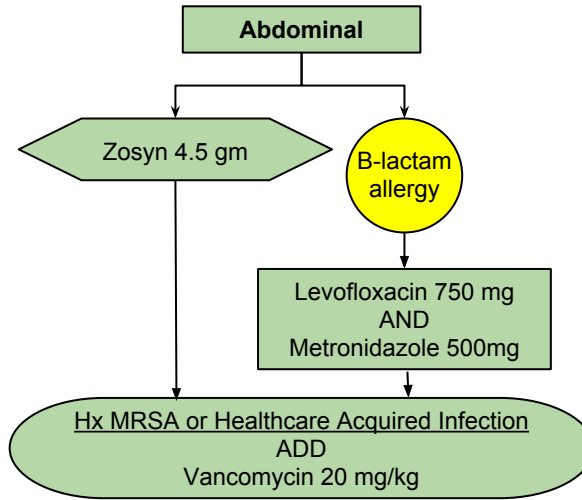 Abdominal
Zosyn 4.5 gm
B-lactam
allergy
Levofloxacin 750 mg
AND
Metronidazole 500mg
Hx MRSA or Healthcare Acquired Infection
ADD
Vancomycin 20 mg/kg